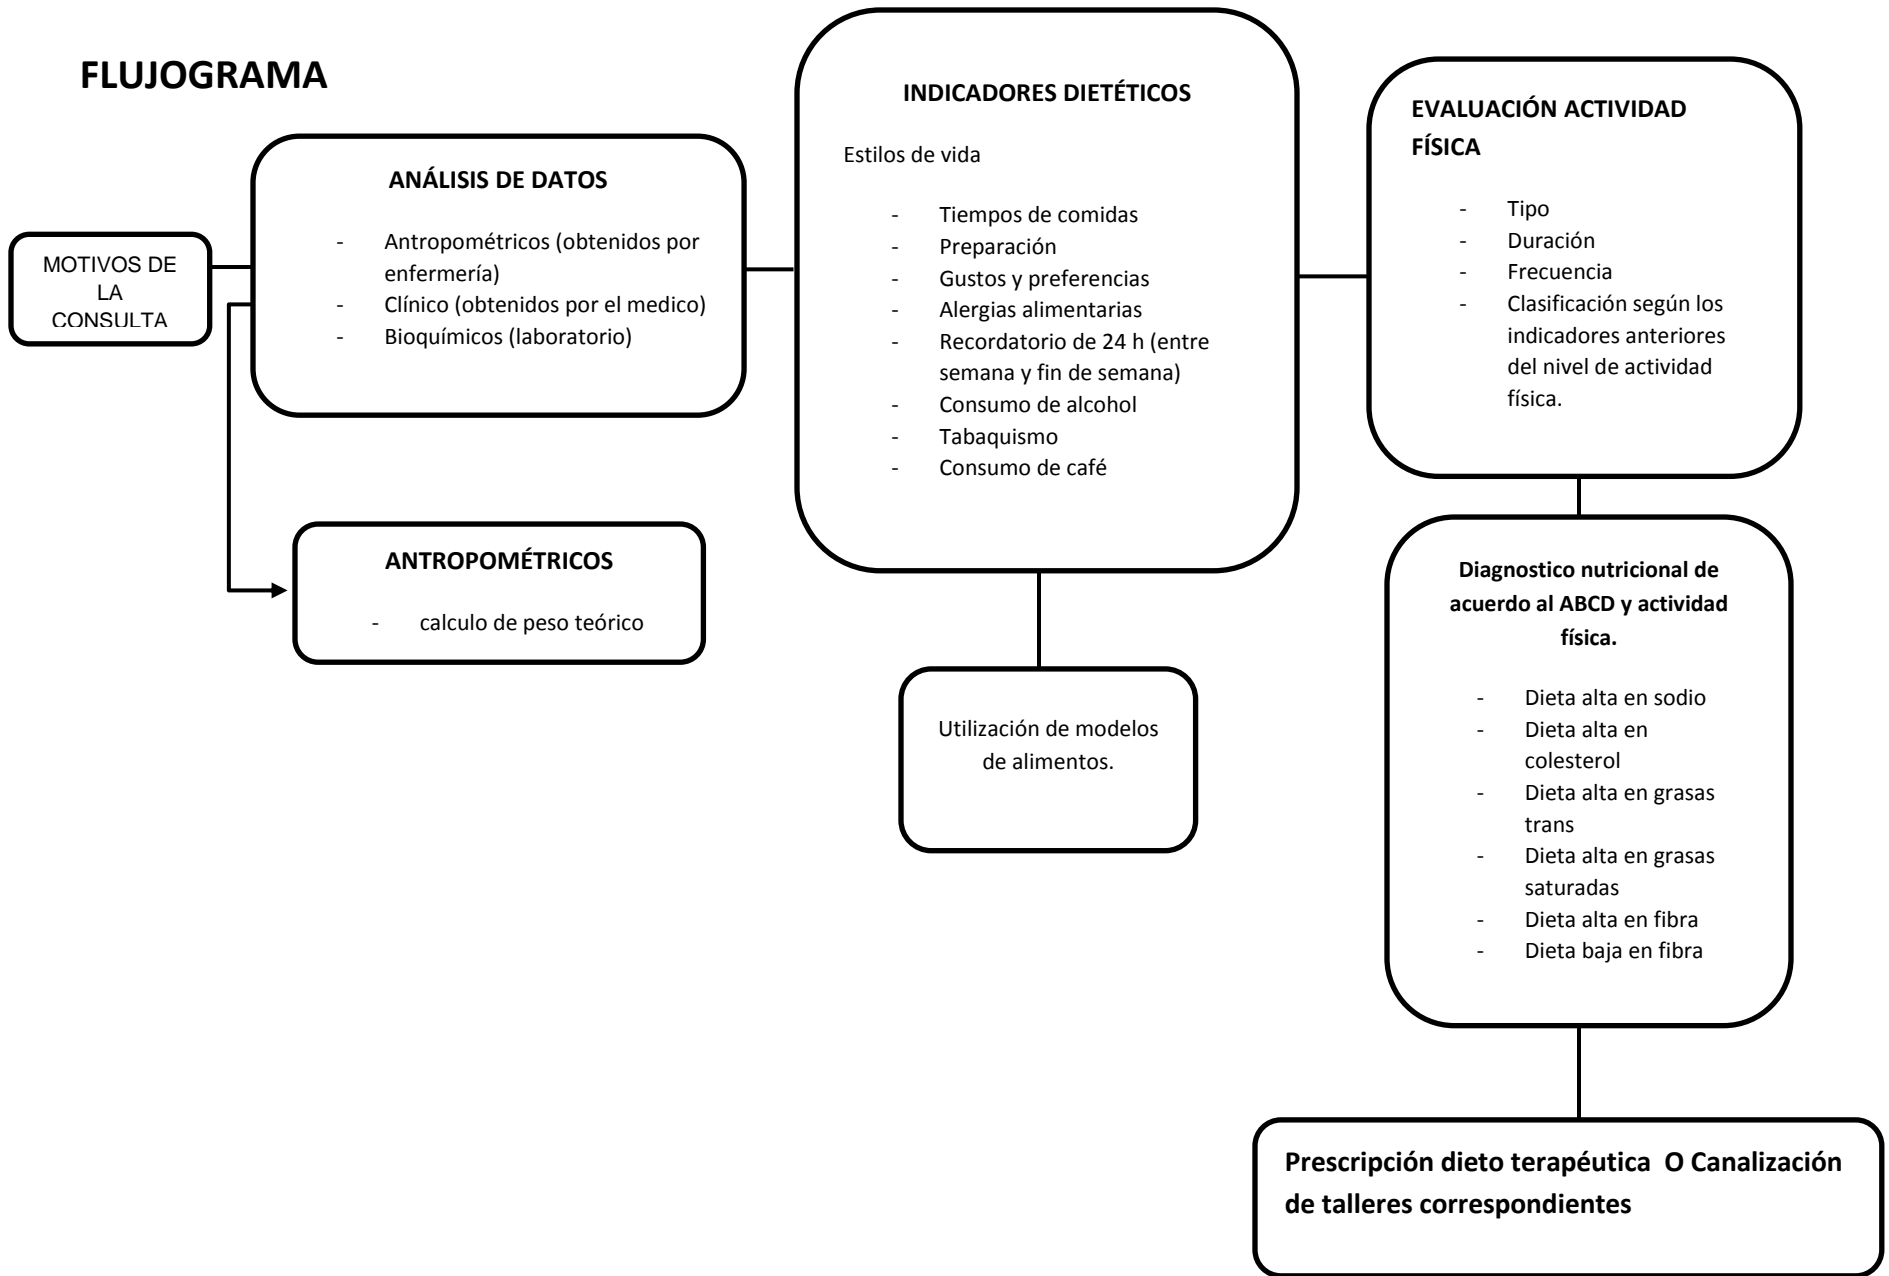 FLUJOGRAMA
MOTIVOS DE
LA
CONSULTA
ANÁLISIS DE DATOS
- Antropométricos (obtenidos por
enfermería)
- Clínico (obtenidos por el medico)
- Bioquímicos (laboratorio)
ANTROPOMÉTRICOS
- calculo de peso teórico
INDICADORES DIETÉTICOS
Estilos de vida
- Tiempos de comidas
- Preparación
- Gustos y preferencias
- Alergias alimentarias
- Recordatorio de 24 h (entre
semana y fin de semana)
- Consumo de alcohol
- Tabaquismo
- Consumo de café
Utilización de modelos
de alimentos.
EVALUACIÓN ACTIVIDAD
FÍSICA
- Tipo
- Duración
- Frecuencia
- Clasificación según los
indicadores anteriores
del nivel de actividad
física.
Diagnostico nutricional de
acuerdo al ABCD y actividad
física.
- Dieta alta en sodio
- Dieta alta en
colesterol
- Dieta alta en grasas
trans
- Dieta alta en grasas
saturadas
- Dieta alta en fibra
- Dieta baja en fibra
Prescripción dieto terapéutica O Canalización
de talleres correspondientes